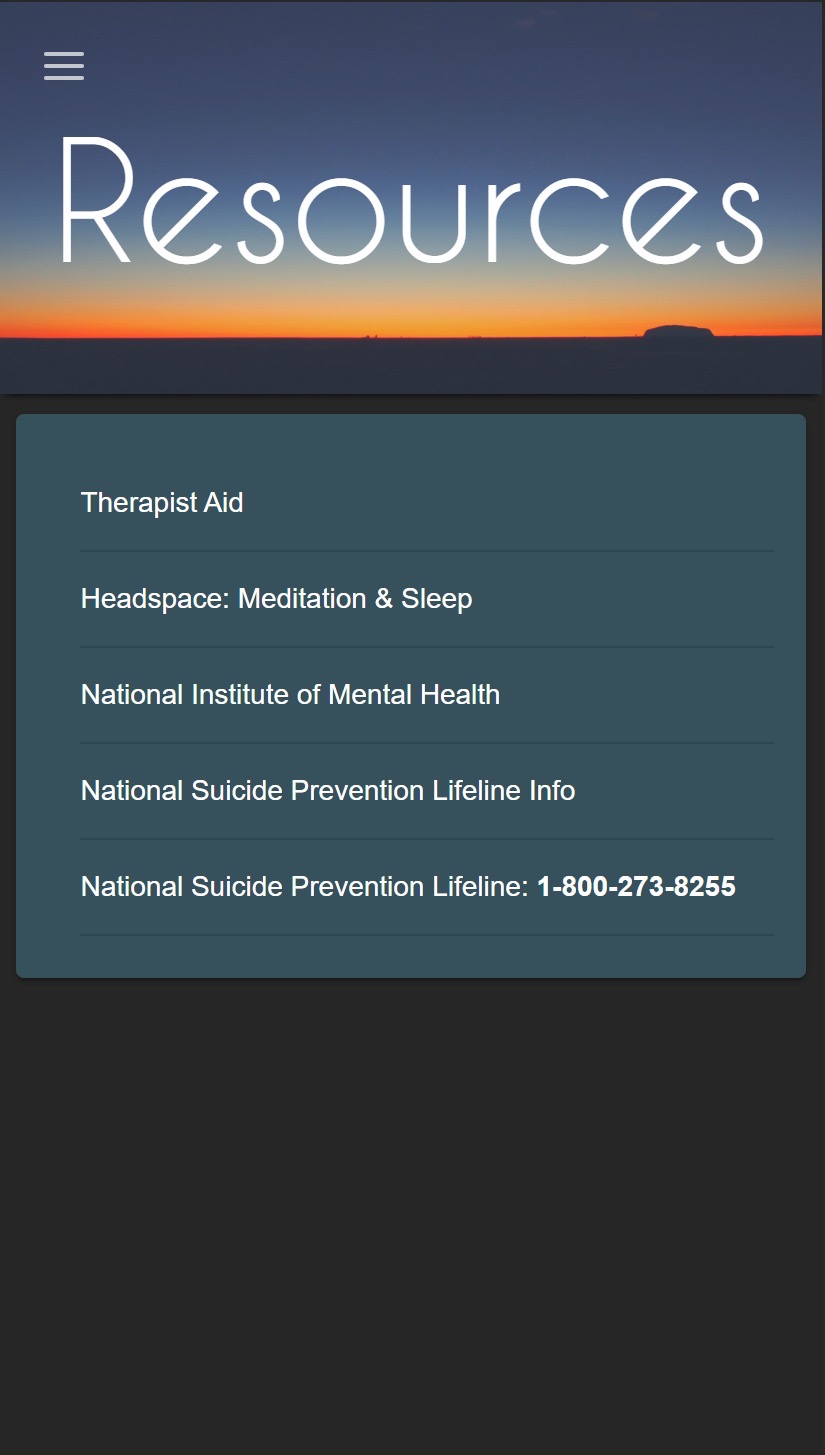 Resources
Therapist Aid
Headspace: Meditation & Sleep
National Institute of Mental Health
National Suicide Prevention Lifeline Info
National Suicide Prevention Lifeline: 1-800-273-8255